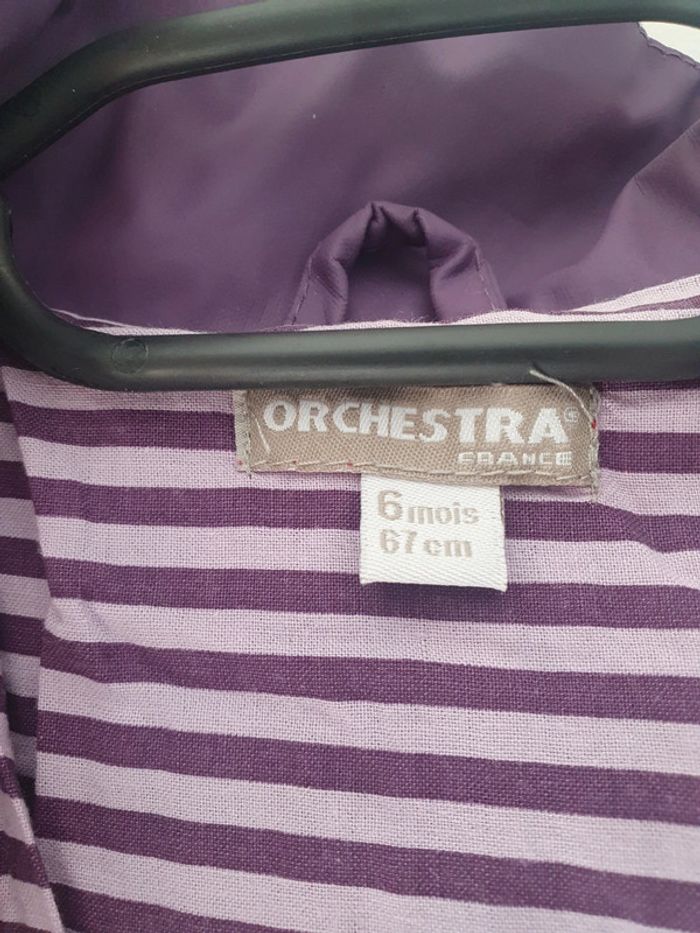 ORCHESTRA
FRANCE
6 mois
67 cm